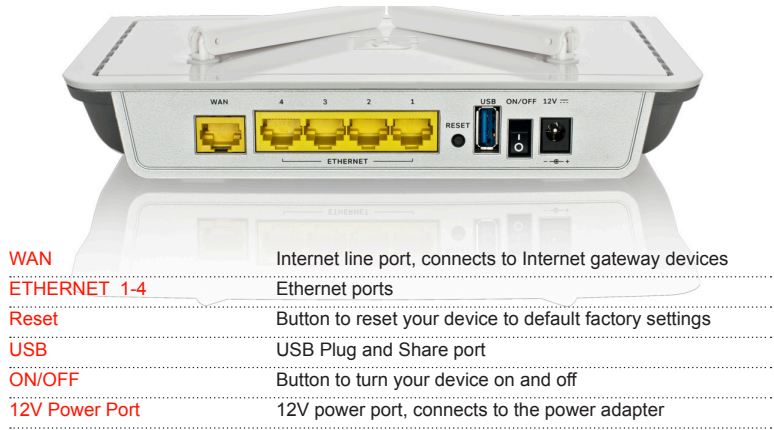 WAN 4 3 2 1 USB ON/OFF 12V
RESET
ETHERNET
WAN Internet line port, connects to Internet gateway devices
ETHERNET 1-4 Ethernet ports
Reset Button to reset your device to default factory settings
USB USB Plug and Share port
ON/OFF Button to turn your device on and off
12V Power Port 12V power port, connects to the power adapter